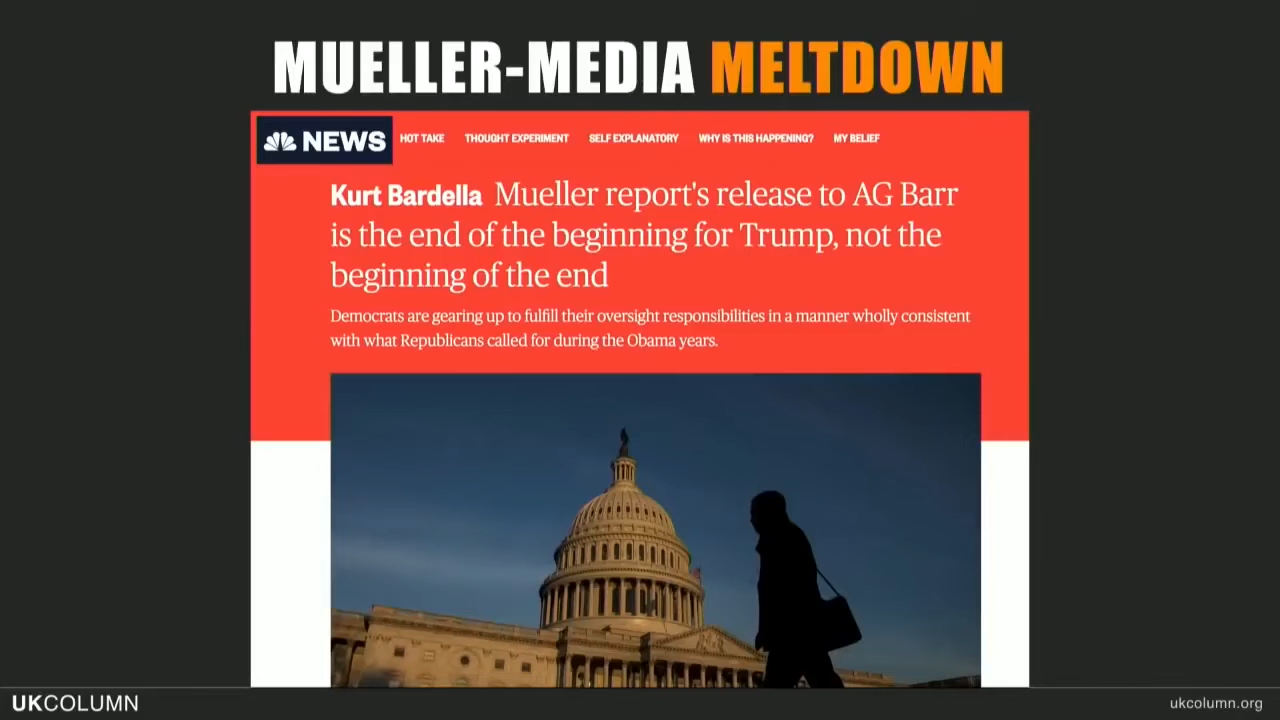 MUELLER-MEDIA MELTDOWN
NEWS HOT TAKE THOUGHT EXPERIMENT SELF EXPLANATORY WHY IS THIS HAPPENING? MY BELIEF
Kurt Bardella Mueller report's release to AG Barr
is the end of the beginning for Trump, not the
beginning of the end
Democrats are gearing up to fulfill their oversight responsibilities in a manner wholly consistent
with what Republicans called for during the Obama years.
UKCOLUMN
ukcolumn.org